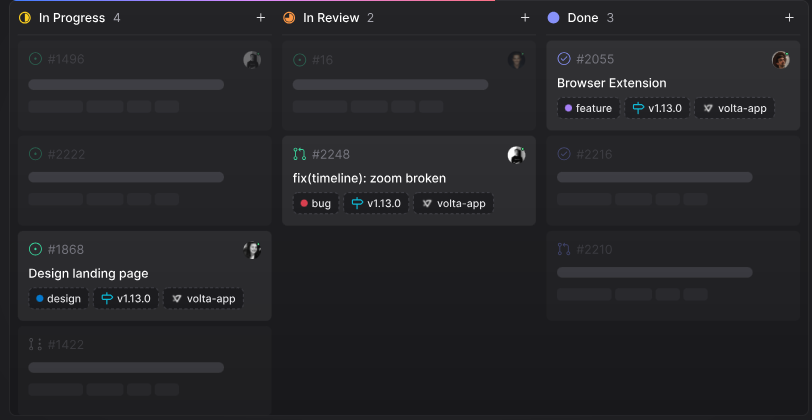 In Progress 4
#1496
#2222
#1868
Design landing page
design v1.13.0 volta-app
#1422
In Review 2
#16
#2248
fix(timeline): zoom broken
bug v1.13.0 volta-app
Done 3
#2055
Browser Extension
feature v1.13.0 volta-app
#2216
#2210